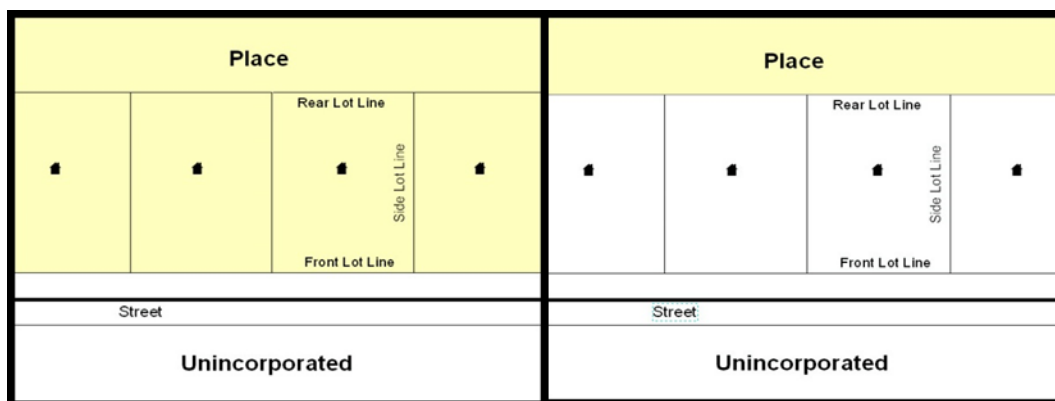 Place
Rear Lot Line
Side Lot Line
Front Lot Line
Street
Unincorporated
Place
Rear Lot Line
Side Lot Line
Front Lot Line
Street
Unincorporated